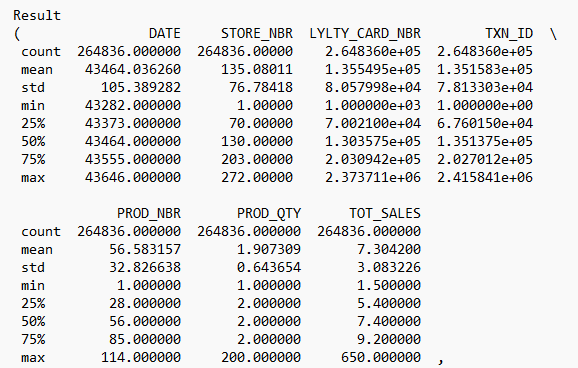 Result
( DATE STORE_NBR LYLTY_CARD_NBR TXN_ID \
count 264836.000000 264836.00000 2.648360e+05 2.648360e+05
mean 43464.036260 135.08011 1.355495e+05 1.351583e+05
std 105.389282 76.78418 8.057998e+04 7.813303e+04
min 43282.000000 1.00000 1.000000e+03 1.000000e+00
25% 43373.000000 70.00000 7.002100e+04 6.760150e+04
50% 43464.000000 130.00000 1.303575e+05 1.351375e+05
75% 43555.000000 203.00000 2.030942e+05 2.027012e+05
max 43646.000000 272.00000 2.373711e+06 2.415841e+06
PROD_NBR PROD_QTY TOT_SALES
count 264836.000000 264836.000000 264836.000000
mean 56.583157 1.907309 7.304200
std 32.826638 0.643654 3.083226
min 1.000000 1.000000 1.500000
25% 28.000000 2.000000 5.400000
50% 56.000000 2.000000 7.400000
75% 85.000000 2.000000 9.200000
max 114.000000 200.000000 650.000000 ,